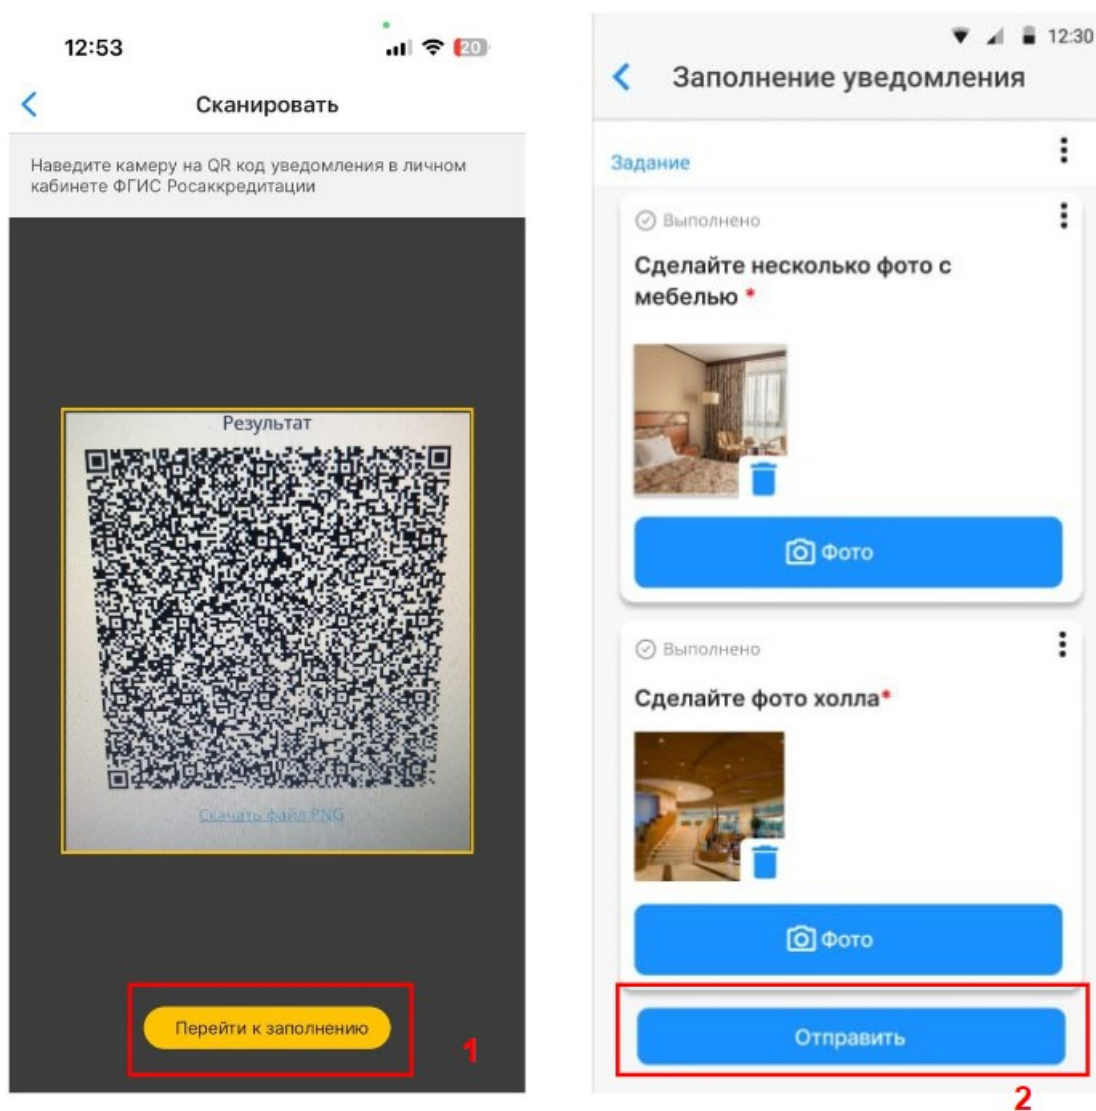 12:53
20
Сканировать
Наведите камеру на QR код уведомления в личном
кабинете ФГИС Росаккредитации
Результат
Скачать файл PNG
Перейти к заполнению
1
12:30
Заполнение уведомления
Задание
Выполнено
Сделайте несколько фото с
мебелью *
Фото
Выполнено
Сделайте фото холла*
Фото
Отправить
2